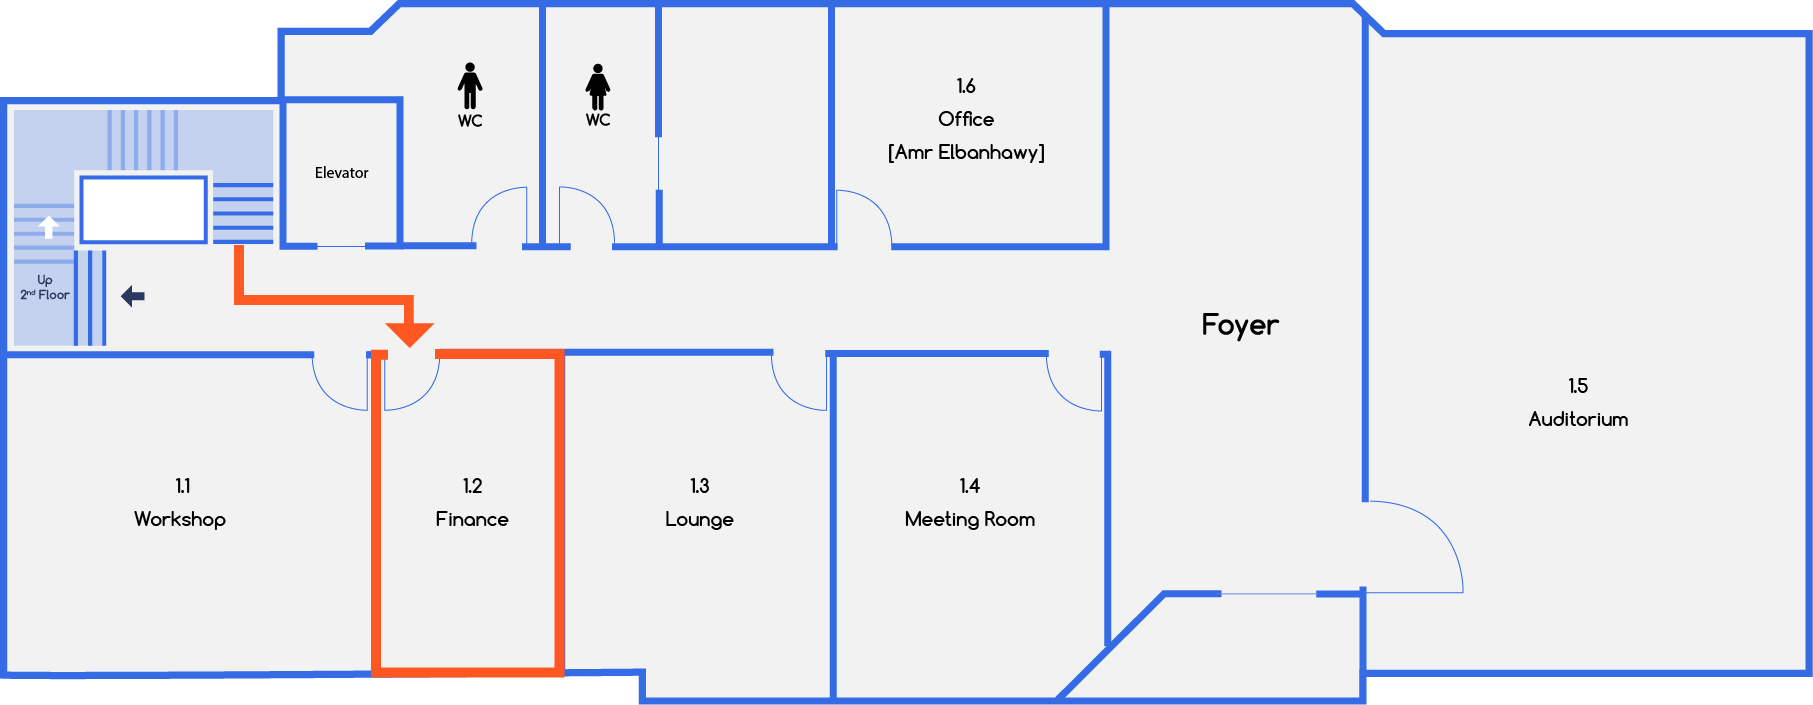 WC
WC
1.6
Office
[Amr Elbanhawy]
Elevator
Up
2nd Floor
Foyer
1.5
Auditorium
1.1
Workshop
1.2
Finance
1.3
Lounge
1.4
Meeting Room